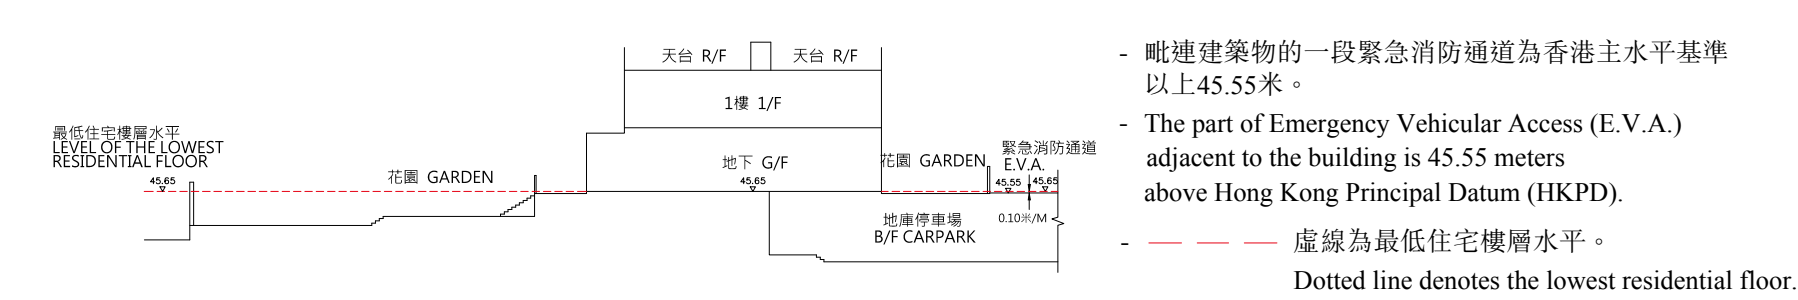 天台 R/F
天台 R/F
1樓 1/F
最低住宅樓層水平
LEVEL OF THE LOWEST
RESIDENTIAL FLOOR
45.65
花園 GARDEN
地下 G/F
45.65
花園 GARDEN
緊急消防通道
E.V.A.
45.55
45.65
0.10米/M
地庫停車場
B/F CARPARK
- 毗連建築物的一段緊急消防通道為香港主水平基準
以上45.55米。
- The part of Emergency Vehicular Access (E.V.A.)
adjacent to the building is 45.55 meters
above Hong Kong Principal Datum (HKPD).
- 虛線為最低住宅樓層水平。
Dotted line denotes the lowest residential floor.